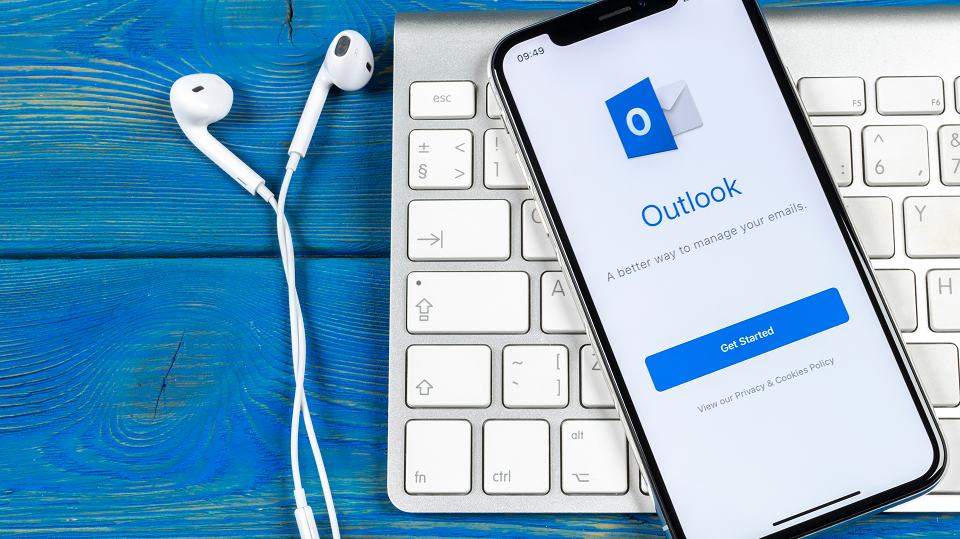 09:49
O
Outlook
A better way to manage your emails.
Get Started
View our Privacy & Cookies Policy
esc
F5
F6
± <
§ >
!
1
^
6 ,
&
7
Y
A
H
~ [
` ]
Z
fn
ctrl
alt